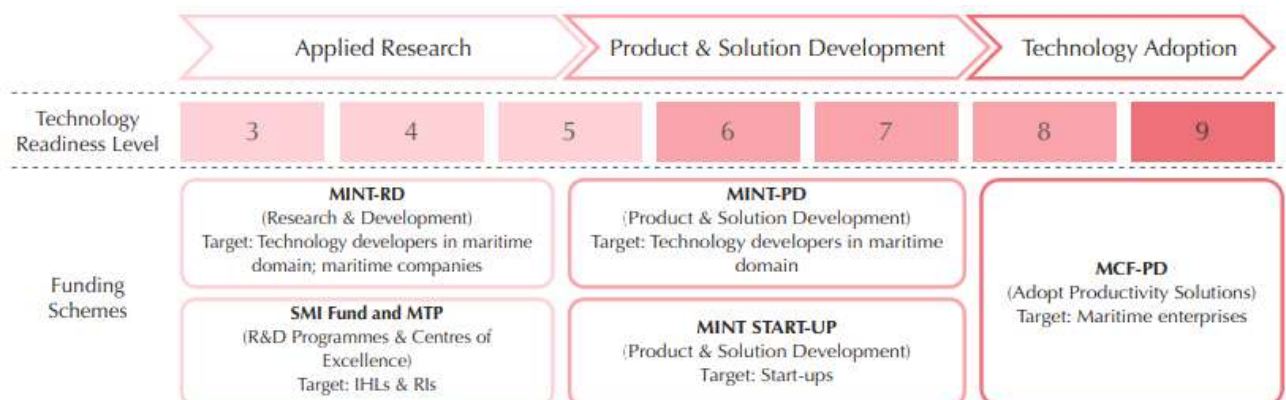 Applied Research
Product & Solution Development
Technology Adoption
Technology
Readiness Level
3
4
5
6
7
8
9
Funding
Schemes
MINT-RD
(Research & Development)
Target: Technology developers in maritime
domain; maritime companies
SMI Fund and MTP
(R&D Programmes & Centres of
Excellence)
Target: IHLs & RIs
MINT-PD
(Product & Solution Development)
Target: Technology developers in maritime
domain
MINT START-UP
(Product & Solution Development)
Target: Start-ups
MCF-PD
(Adopt Productivity Solutions)
Target: Maritime enterprises